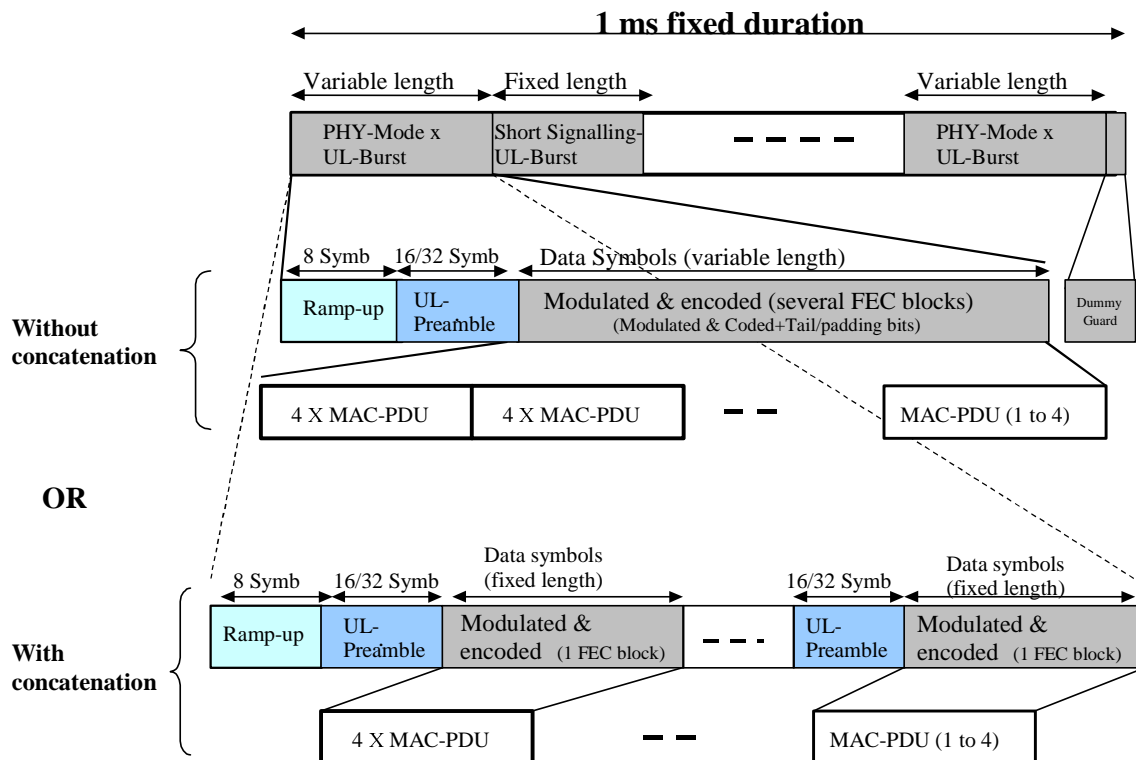 1 ms fixed duration
Variable length
Fixed length
Variable length
PHY-Mode x
UL-Burst
Short Signalling-
UL-Burst
PHY-Mode x
UL-Burst
8 Symb
16/32 Symb
Data Symbols (variable length)
Without
concatenation
Ramp-up
UL-
Preamble
Modulated & encoded (several FEC blocks)
(Modulated & Coded+Tail/padding bits)
Dummy
Guard
4 X MAC-PDU
4 X MAC-PDU
MAC-PDU (1 to 4)
OR
8 Symb
16/32 Symb
Data symbols
(fixed length)
16/32 Symb
Data symbols
(fixed length)
With
concatenation
Ramp-up
UL-
Preamble
Modulated &
encoded (1 FEC block)
UL-
Preamble
Modulated &
encoded (1 FEC block)
4 X MAC-PDU
MAC-PDU (1 to 4)